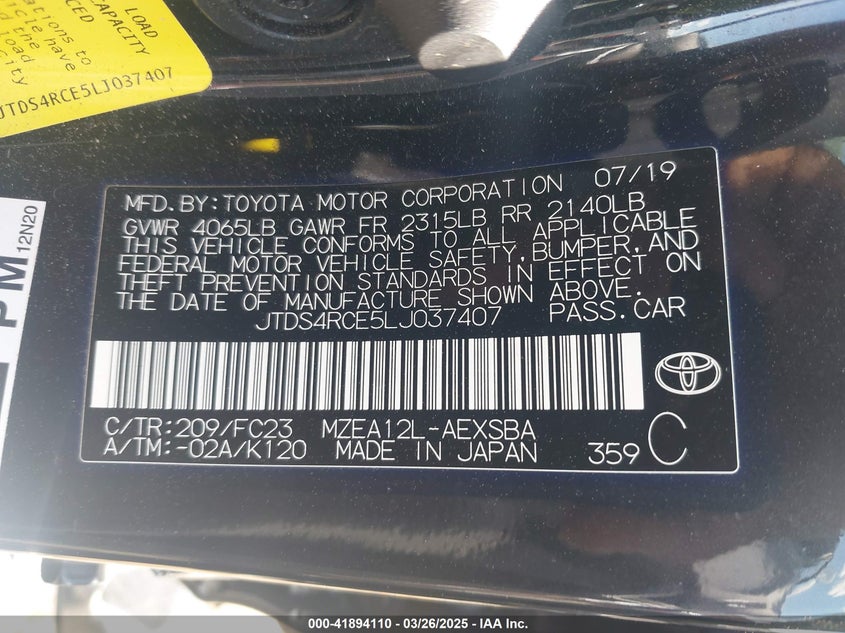 LOAD
CAPACITY
load
JTDS4RCE5LJ037407
PM
12N20
MFD.BY:TOYOTA MOTOR CORPORATION 07/19
GVWR 4065LB GAWR FR 2315LB RR 2140LB
THIS VEHICLE CONFORMS TO ALL APPLICABLE
FEDERAL MOTOR VEHICLE SAFETY,BUMPER,AND
THEFT PREVENTION STANDARDS IN EFFECT ON
THE DATE OF MANUFACTURE SHOWN ABOVE.
JTDS4RCE5LJ037407 PASS.CAR
C/TR:209/FC23 MZEA12L-AEXSBA
A/TM:-02A/K120 MADE IN JAPAN 359 C
000-41894110 — 03/26/2025 — IAA Inc.